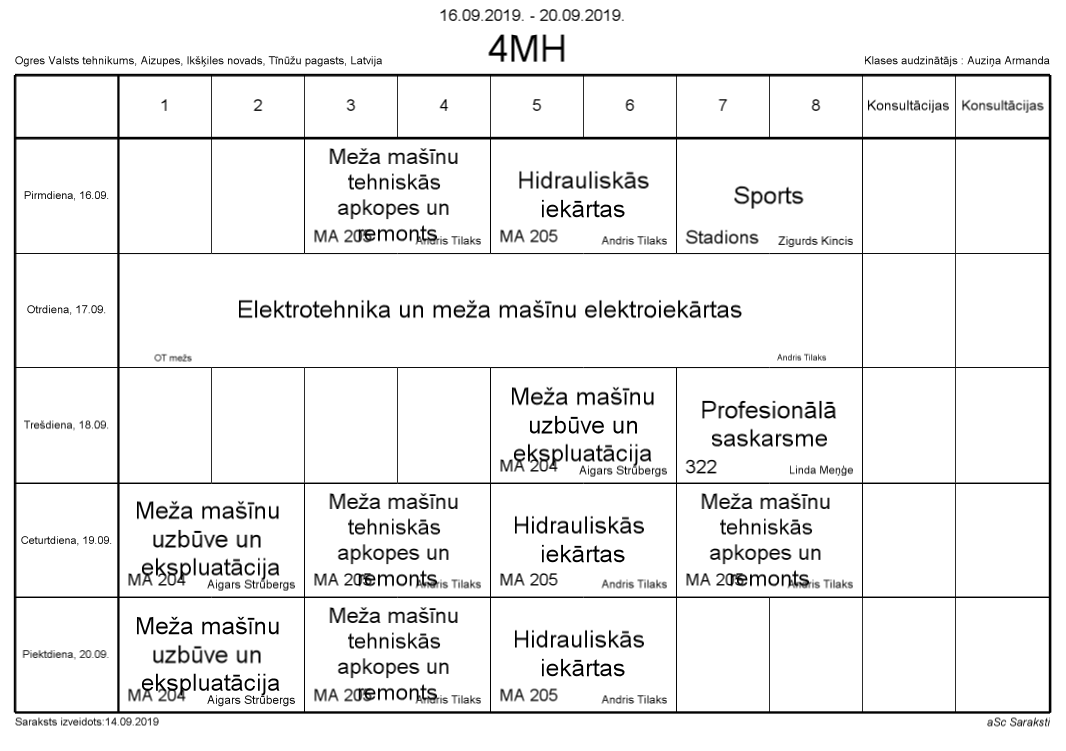 16.09.2019. - 20.09.2019.
4MH
Ogres Valsts tehnikums, Aizupes, Ikšķiles novads, Tīnūžu pagasts, Latvija
Klases audzinātājs : Auziņa Armanda
1 2 3 4 5 6 7 8 Konsultācijas Konsultācijas
Pirmdiena, 16.09.
Meža mašīnu
tehniskās
apkopes un
remonts
MA 205 Andris Tilaks
Hidrauliskās
iekārtas
MA 205 Andris Tilaks
Sports
Stadions Zigurds Kincis
Otrdiena, 17.09.
Elektrotehnika un meža mašīnu elektroiekārtas
OT mežs Andris Tilaks
Trešdiena, 18.09.
Meža mašīnu
uzbūve un
ekspluatācija
MA 204 Aigars Strūbergs
Profesionālā
saskarsme
322 Linda Meņģe
Ceturtdiena, 19.09.
Meža mašīnu
uzbūve un
ekspluatācija
MA 204 Aigars Strūbergs
Meža mašīnu
tehniskās
apkopes un
remonts
MA 205 Andris Tilaks
Hidrauliskās
iekārtas
MA 205 Andris Tilaks
Meža mašīnu
tehniskās
apkopes un
remonts
MA 205 Andris Tilaks
Piektdiena, 20.09.
Meža mašīnu
uzbūve un
ekspluatācija
MA 204 Aigars Strūbergs
Meža mašīnu
tehniskās
apkopes un
remonts
MA 205 Andris Tilaks
Hidrauliskās
iekārtas
MA 205 Andris Tilaks
Saraksts izveidots:14.09.2019
aSc Saraksti